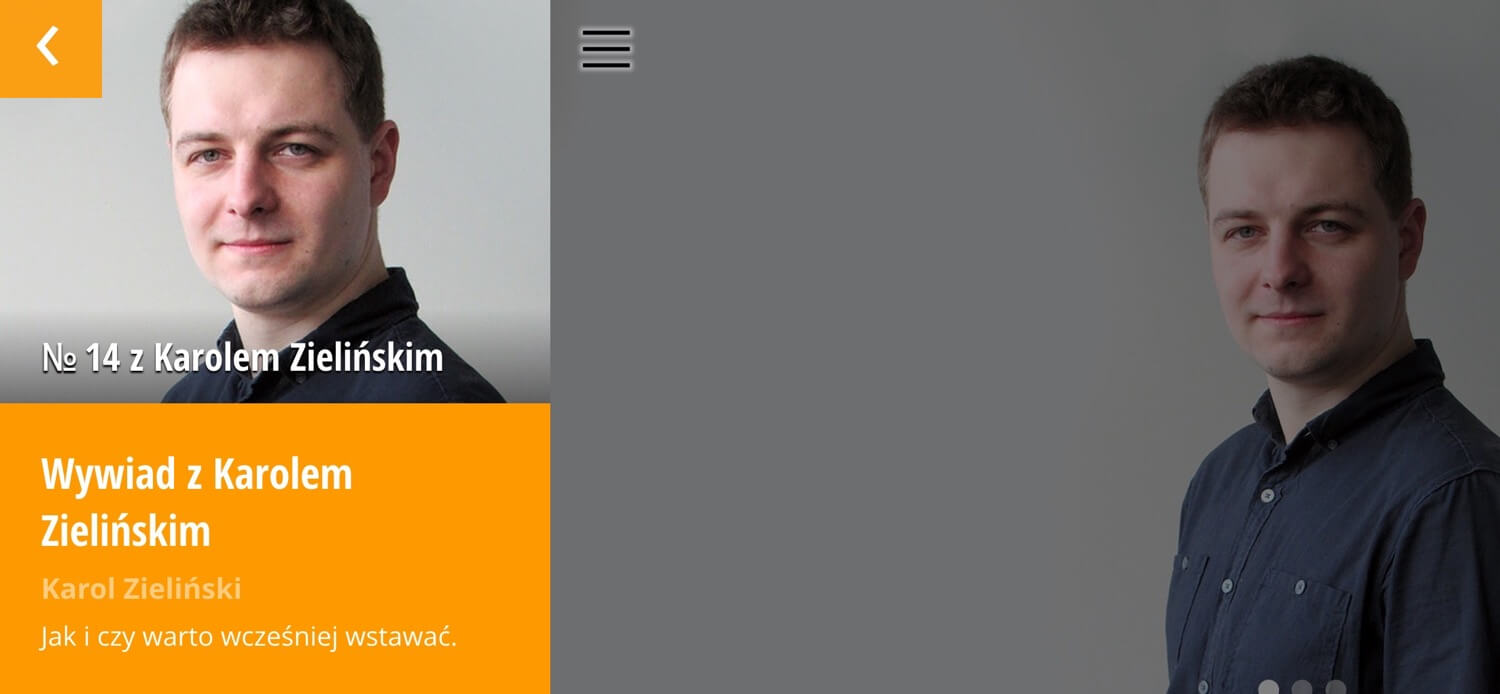 № 14 z Karolem Zielińskim
Wywiad z Karolem
Zielińskim
Karol Zieliński
Jak i czy warto wcześniej wstawać.